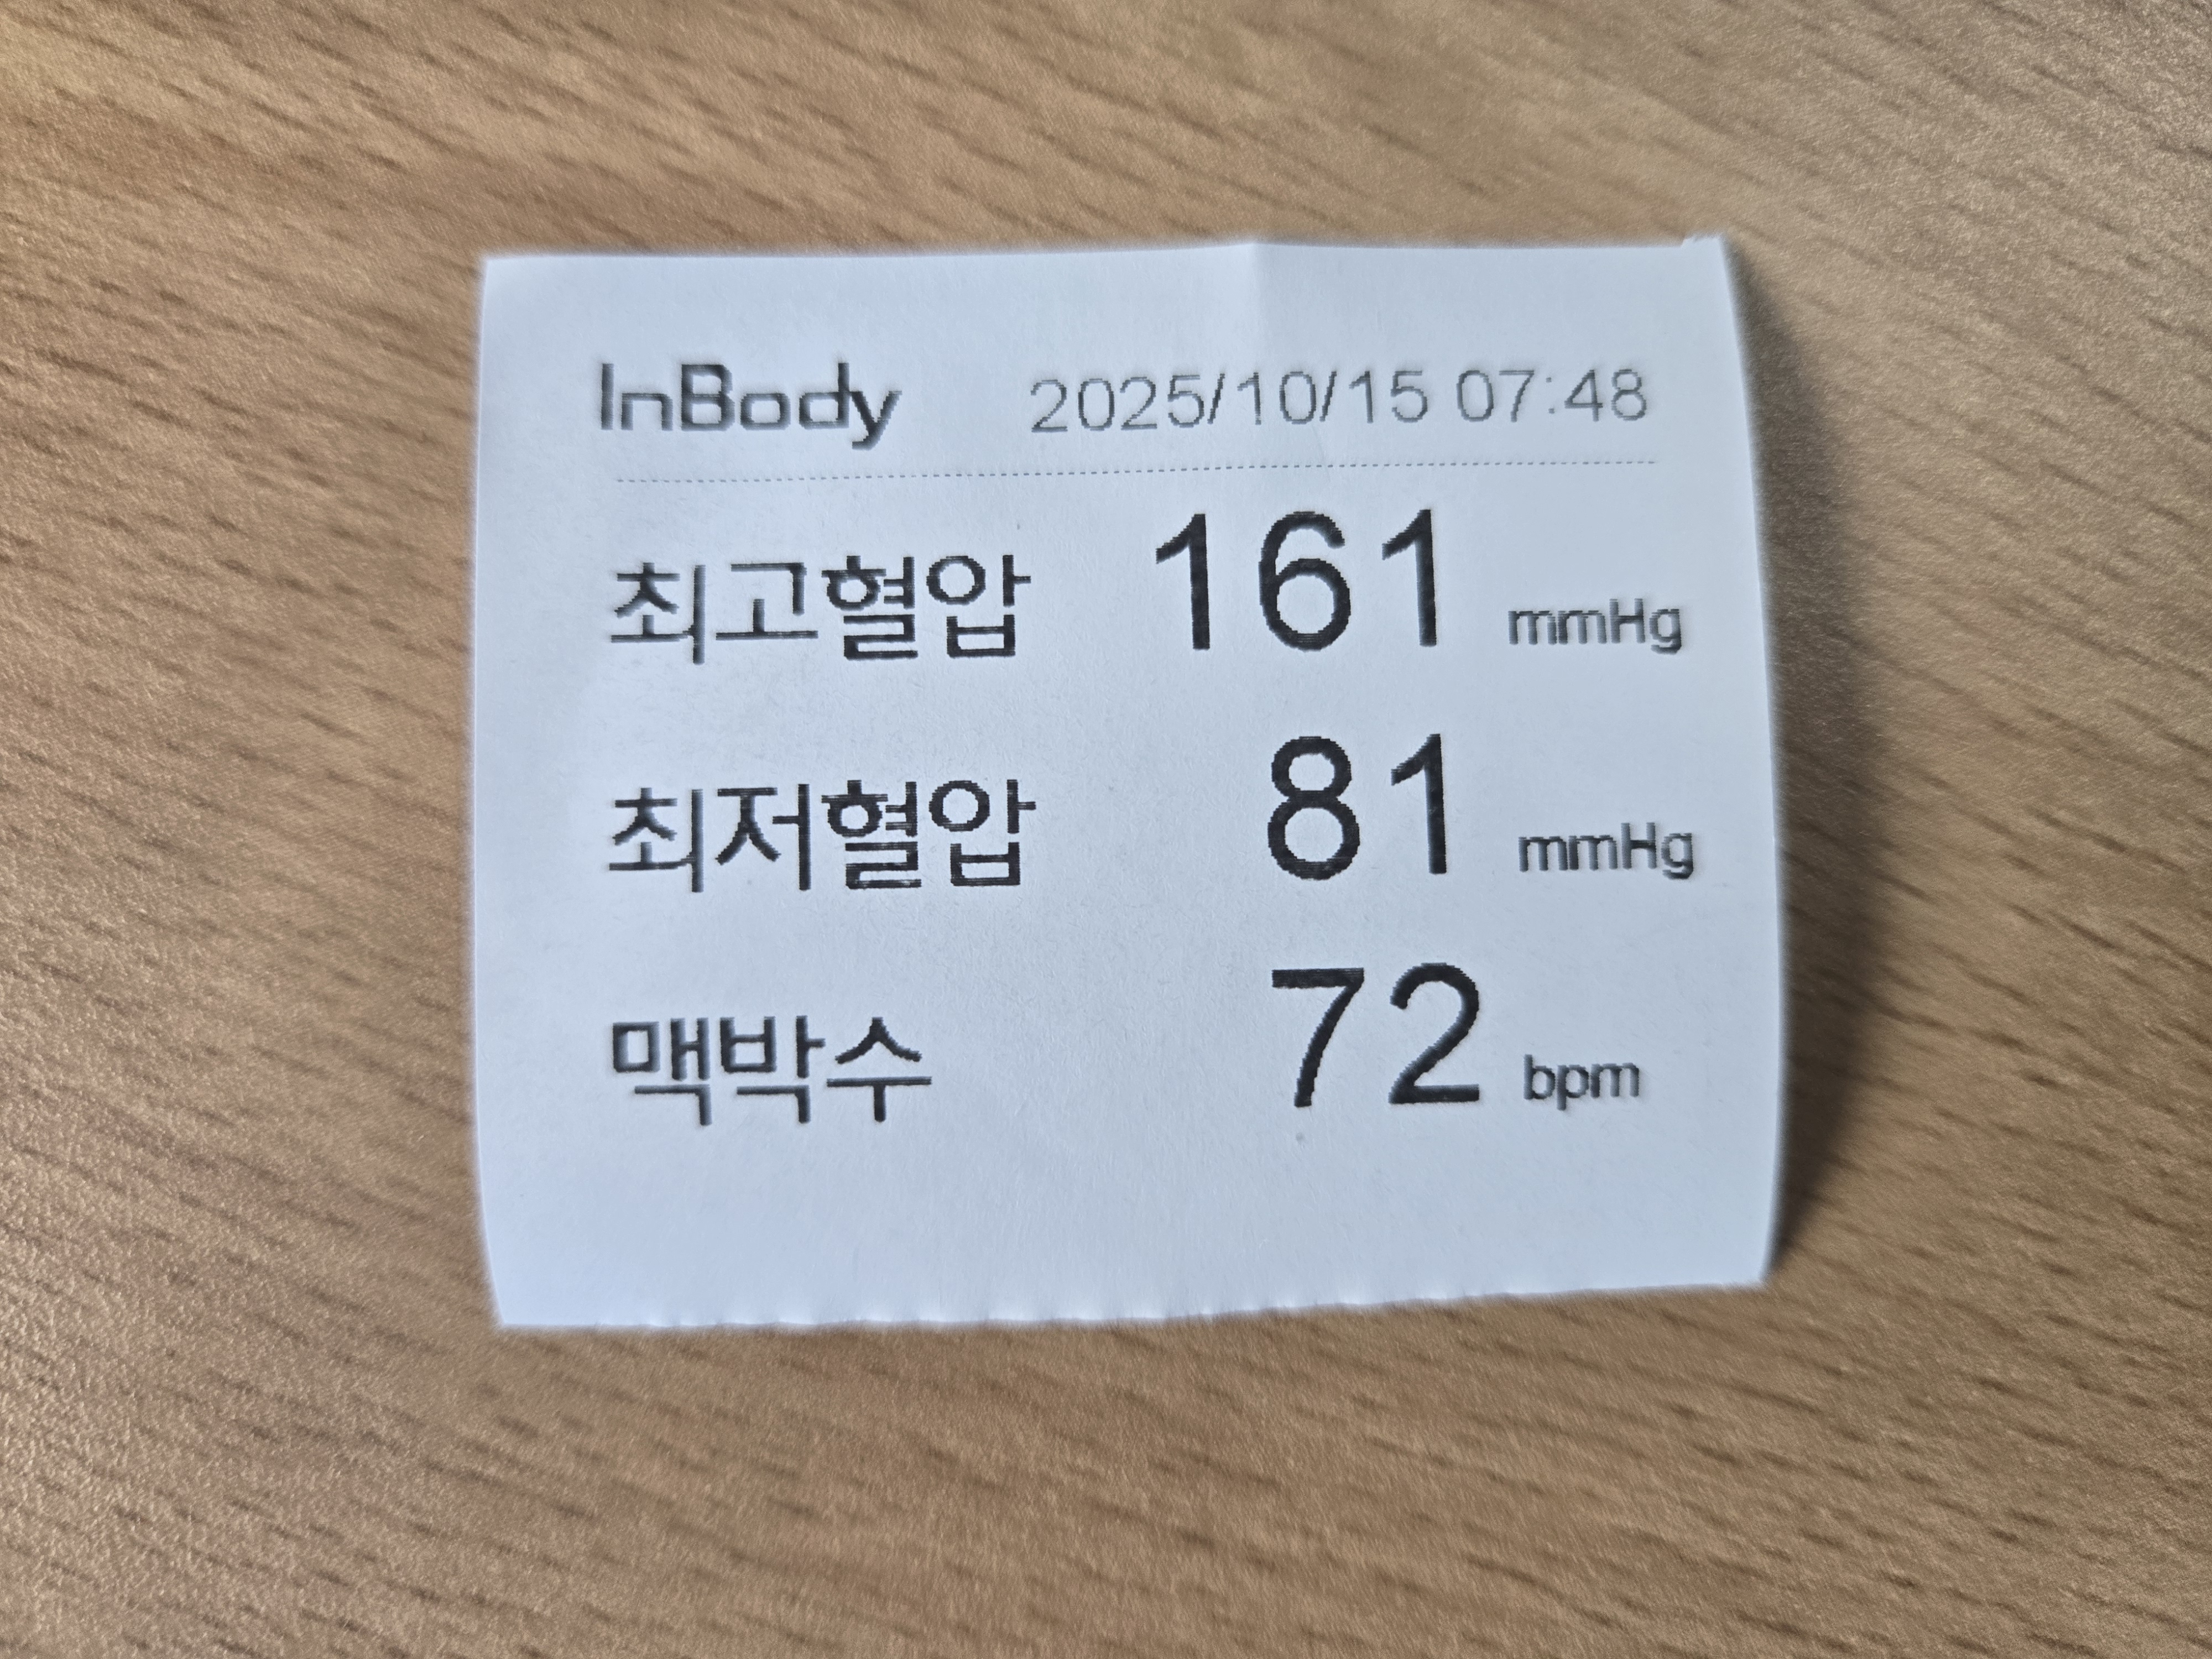 InBody 2025/10/15 07:48
최고혈압 161 mmHg
최저혈압 81 mmHg
맥박수 72 bpm